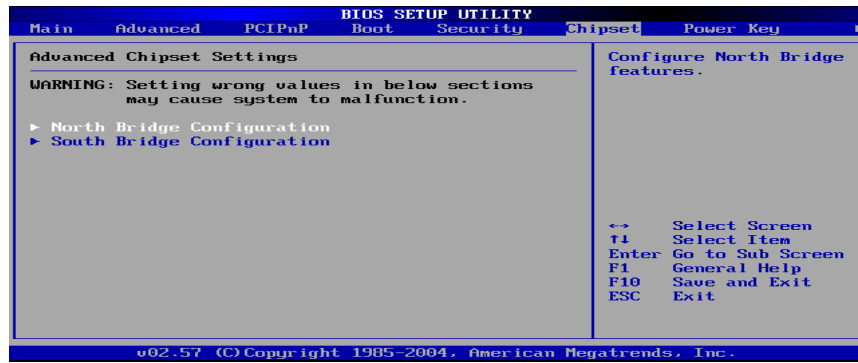 BIOS SETUP UTILITY
Main Advanced PCIPnP Boot Security Chipset Power Key
Advanced Chipset Settings
WARNING: Setting wrong values in below sections
may cause system to malfunction.
► North Bridge Configuration
► South Bridge Configuration
Configure North Bridge
features.
↔ Select Screen
↑↓ Select Item
Enter Go to Sub Screen
F1 General Help
F10 Save and Exit
ESC Exit
v02.57 (C)Copyright 1985-2004, American Megatrends, Inc.